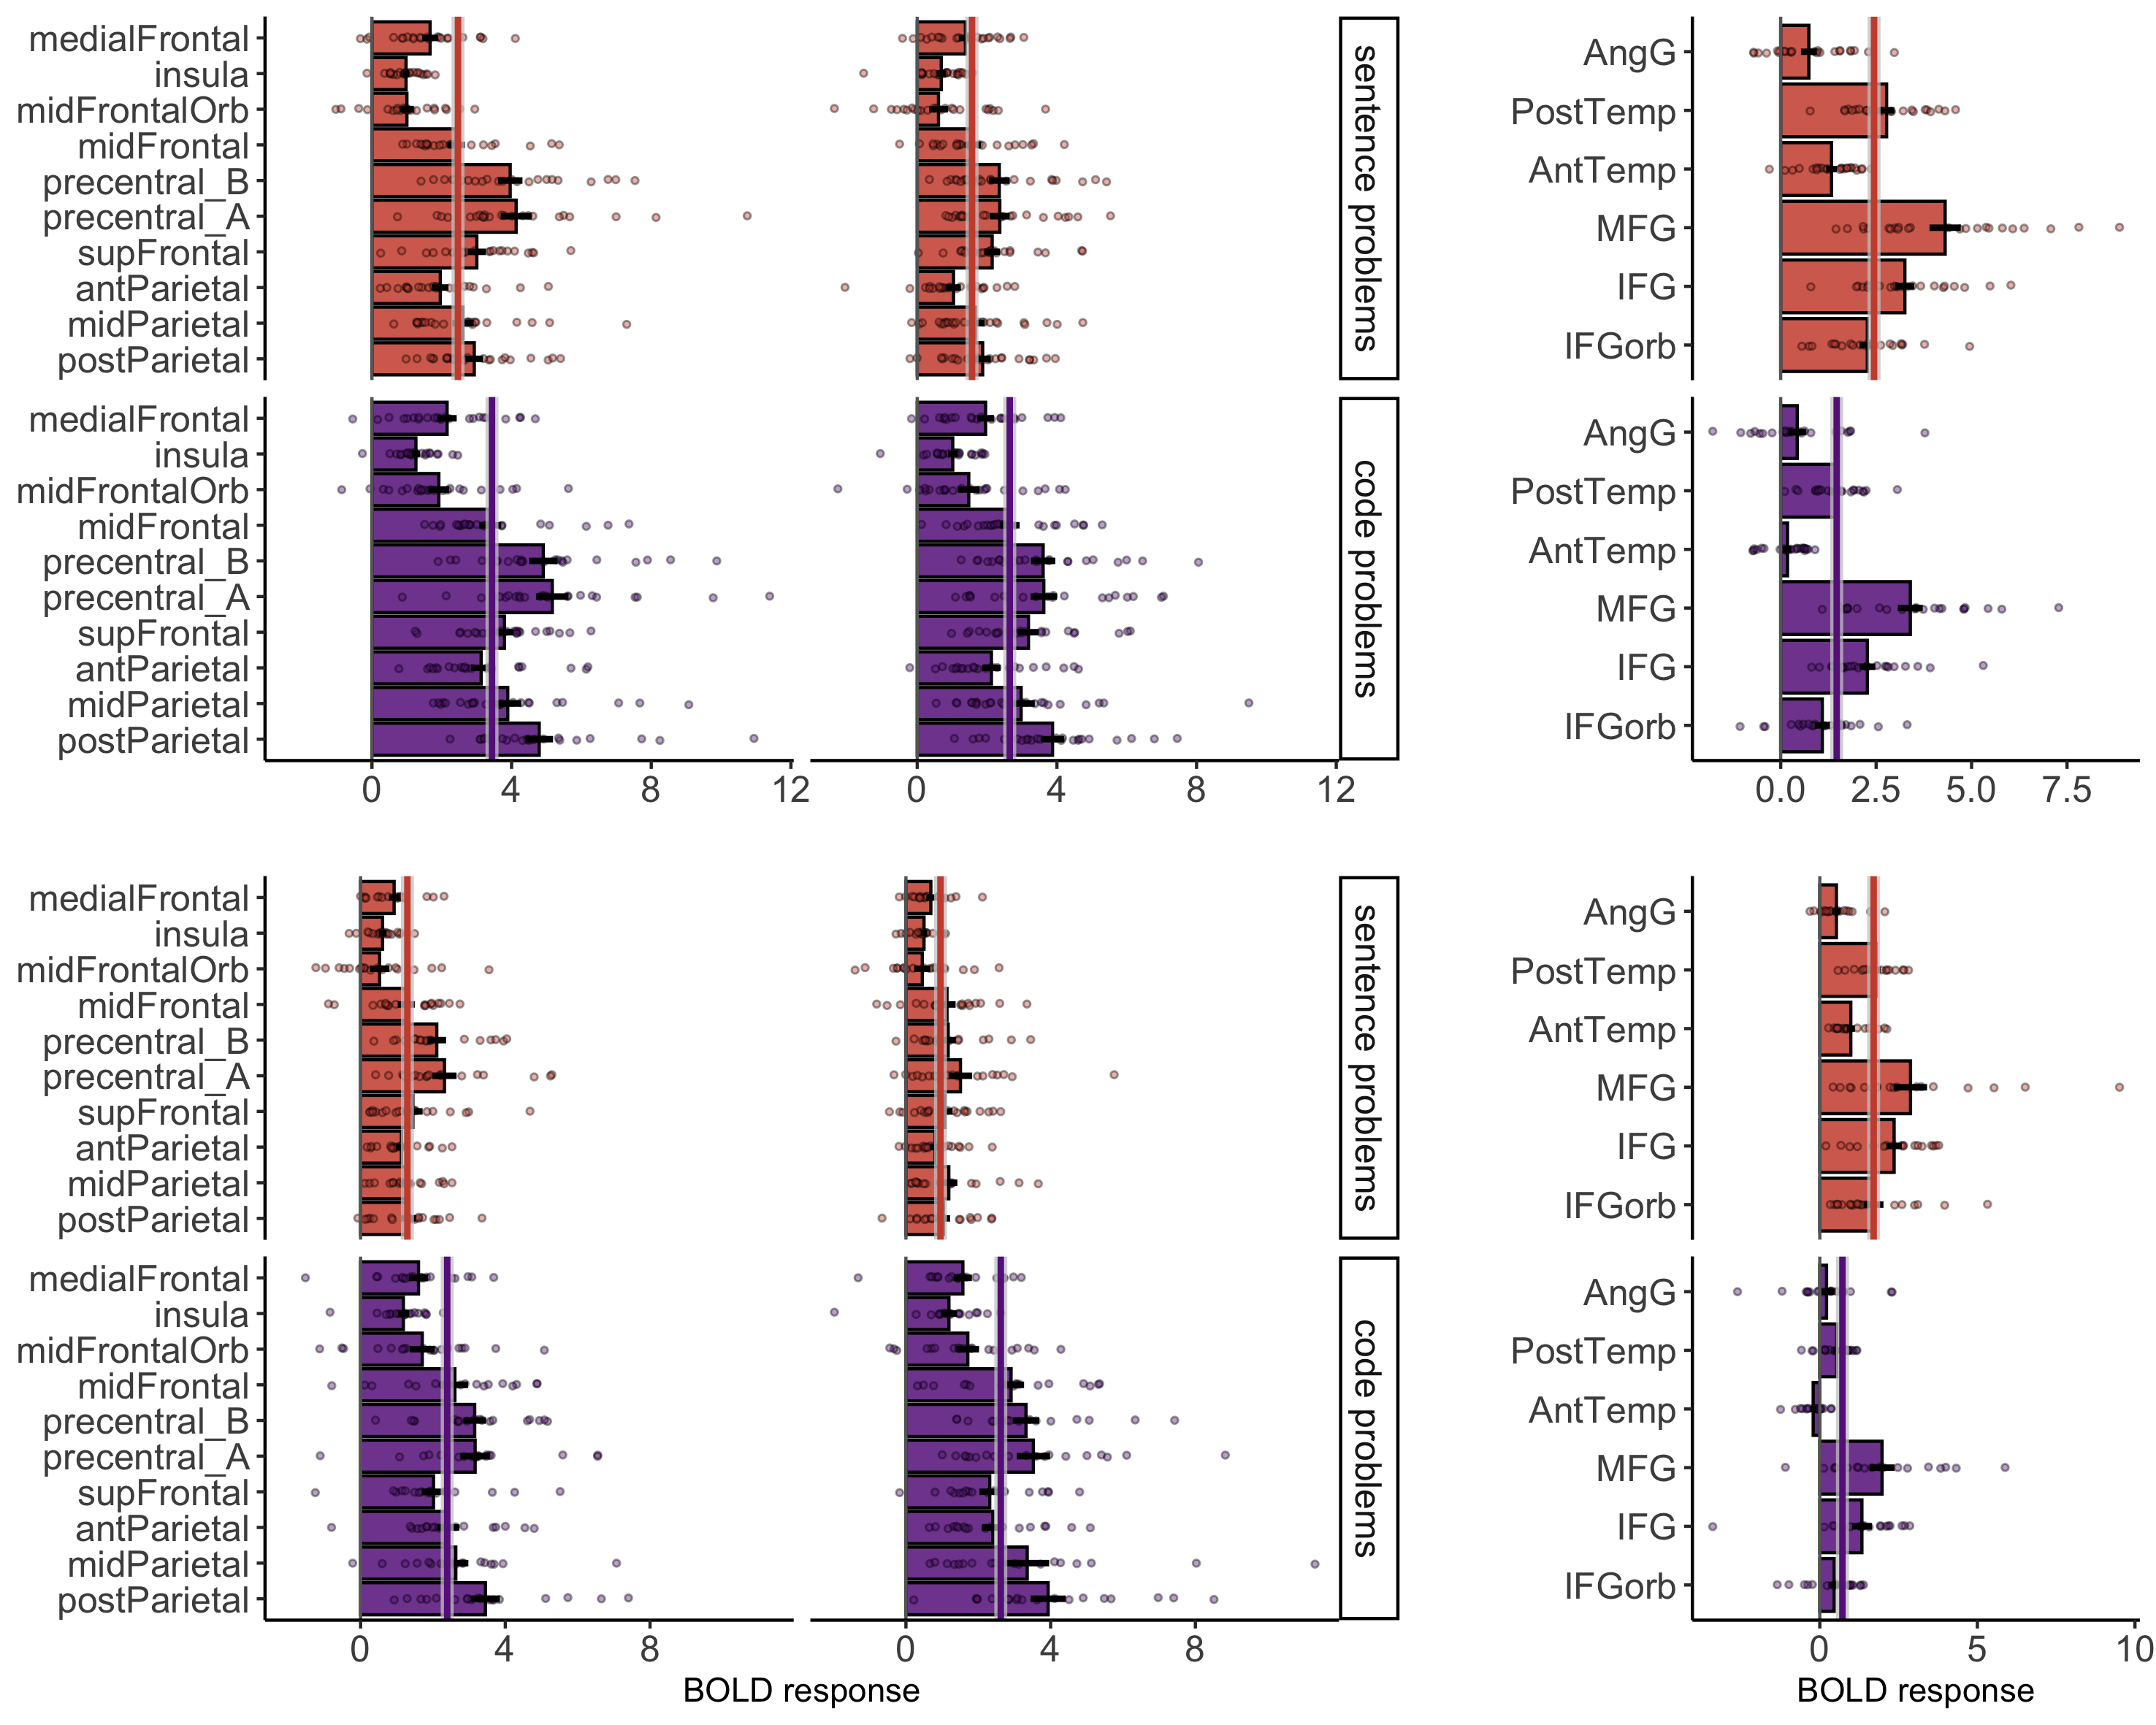 medialFrontal
insula
midFrontalOrb
midFrontal
precentral_B
precentral_A
supFrontal
antParietal
midParietal
postParietal
sentence problems
medialFrontal
insula
midFrontalOrb
midFrontal
precentral_B
precentral_A
supFrontal
antParietal
midParietal
postParietal
code problems
0 4 8 12 0 4 8 12
AngG
PostTemp
AntTemp
MFG
IFG
IFGorb
AngG
PostTemp
AntTemp
MFG
IFG
IFGorb
0.0 2.5 5.0 7.5
medialFrontal
insula
midFrontalOrb
midFrontal
precentral_B
precentral_A
supFrontal
antParietal
midParietal
postParietal
sentence problems
medialFrontal
insula
midFrontalOrb
midFrontal
precentral_B
precentral_A
supFrontal
antParietal
midParietal
postParietal
code problems
0 4 8 0 4 8
BOLD response
AngG
PostTemp
AntTemp
MFG
IFG
IFGorb
AngG
PostTemp
AntTemp
MFG
IFG
IFGorb
0 5 10
BOLD response